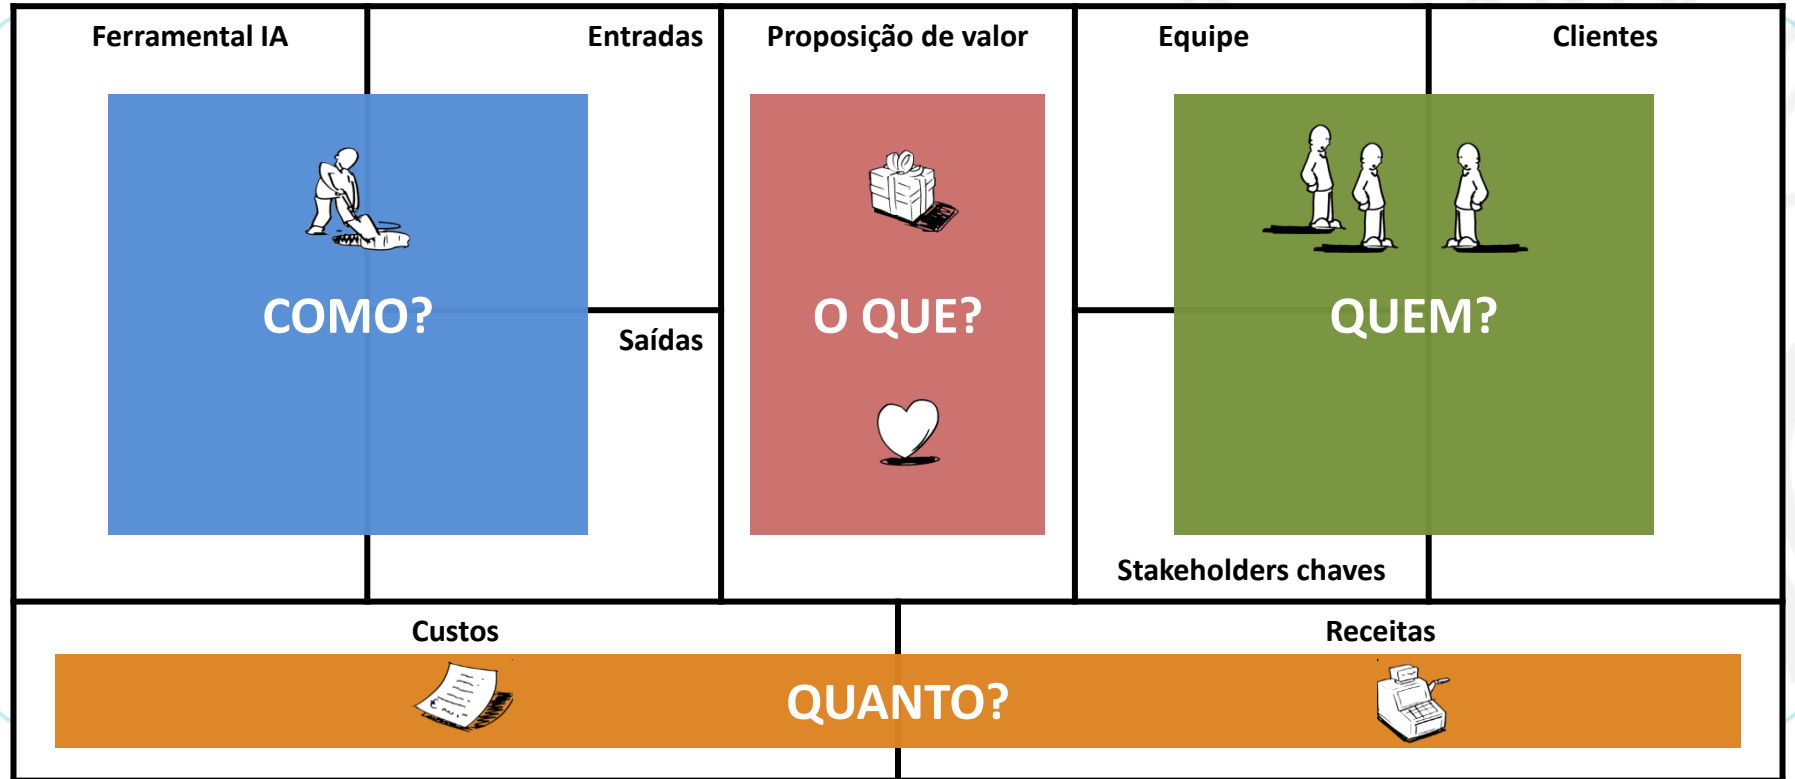 Ferramental IA
Entradas
Proposição de valor
Equipe
Clientes
COMO?
O QUE?
QUEM?
Saídas
Stakeholders chaves
Custos
Receitas
QUANTO?